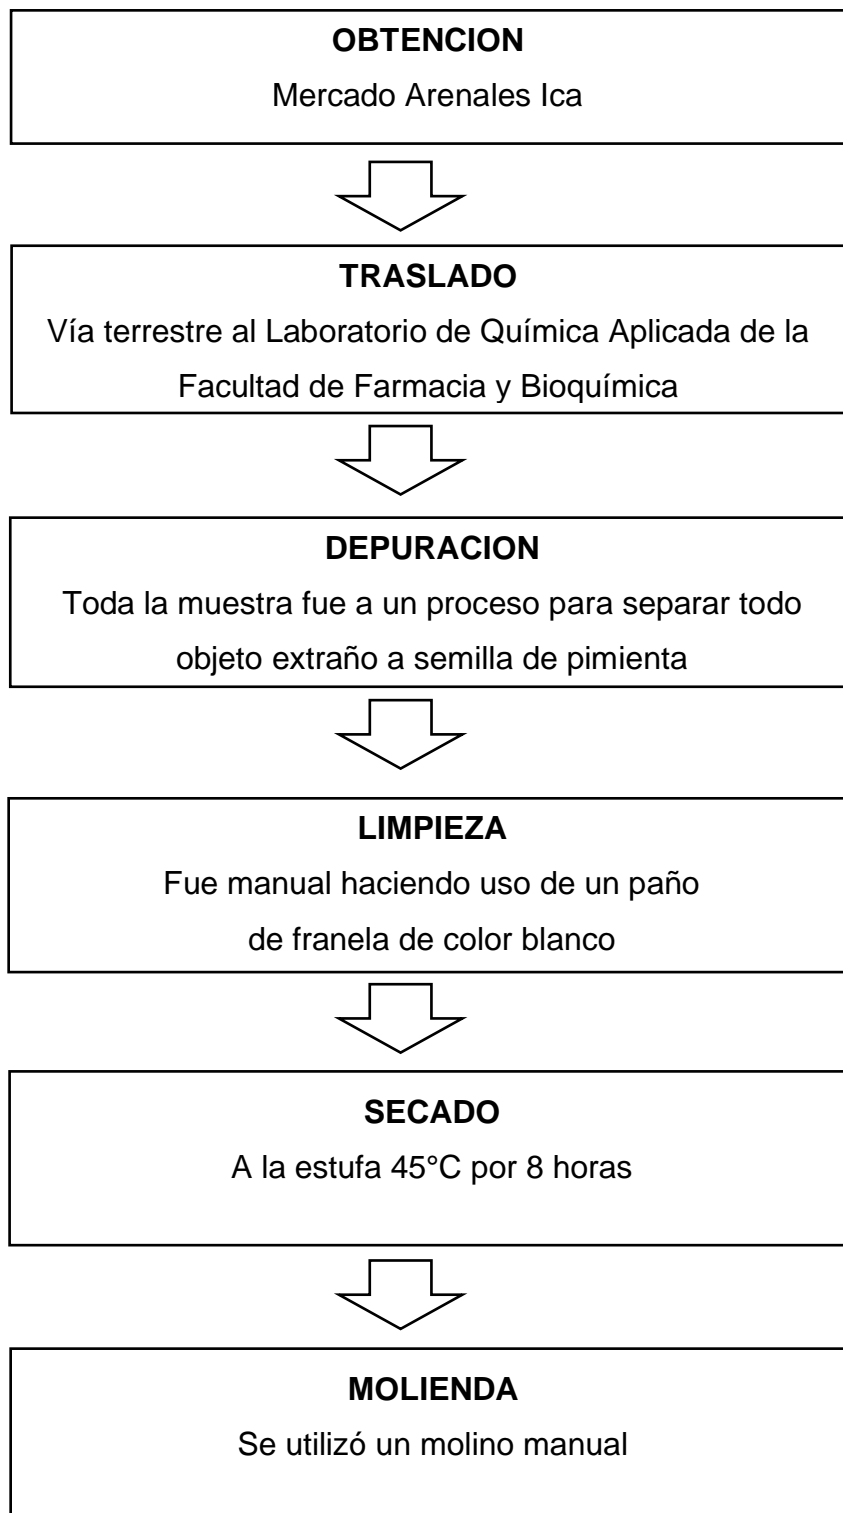 OBTENCION
Mercado Arenales Ica
TRASLADO
Vía terrestre al Laboratorio de Química Aplicada de la
Facultad de Farmacia y Bioquímica
DEPURACION
Toda la muestra fue a un proceso para separar todo
objeto extraño a semilla de pimienta
LIMPIEZA
Fue manual haciendo uso de un paño
de franela de color blanco
SECADO
A la estufa 45°C por 8 horas
MOLIENDA
Se utilizó un molino manual